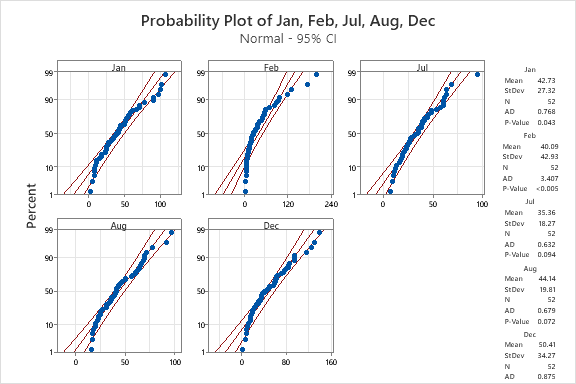 Probability Plot of Jan, Feb, Jul, Aug, Dec
Normal - 95% CI
Percent
Jan
99
90
50
10
1
0 50 100
Feb
99
90
50
10
1
0 120 240
Jul
99
90
50
10
1
0 50 100
Aug
99
90
50
10
1
0 50 100
Dec
99
90
50
10
1
0 80 160
Jan
Mean 42.73
StDev 27.32
N 52
AD 0.768
P-Value 0.043
Feb
Mean 40.09
StDev 42.93
N 52
AD 3.407
P-Value <0.005
Jul
Mean 35.36
StDev 18.27
N 52
AD 0.632
P-Value 0.094
Aug
Mean 44.14
StDev 19.81
N 52
AD 0.679
P-Value 0.072
Dec
Mean 50.41
StDev 34.27
N 52
AD 0.875